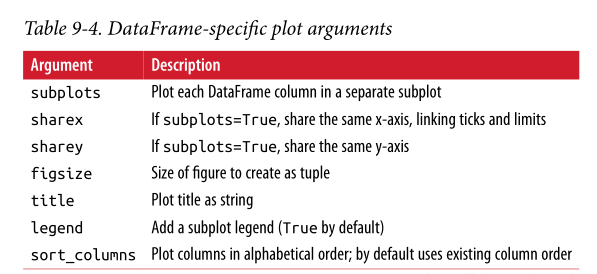 Table 9-4. DataFrame-specific plot arguments
Argument Description
subplots Plot each DataFrame column in a separate subplot
sharex If subplots=True, share the same x-axis, linking ticks and limits
sharey If subplots=True, share the same y-axis
figsize Size of figure to create as tuple
title Plot title as string
legend Add a subplot legend (True by default)
sort_columns Plot columns in alphabetical order; by default uses existing column order